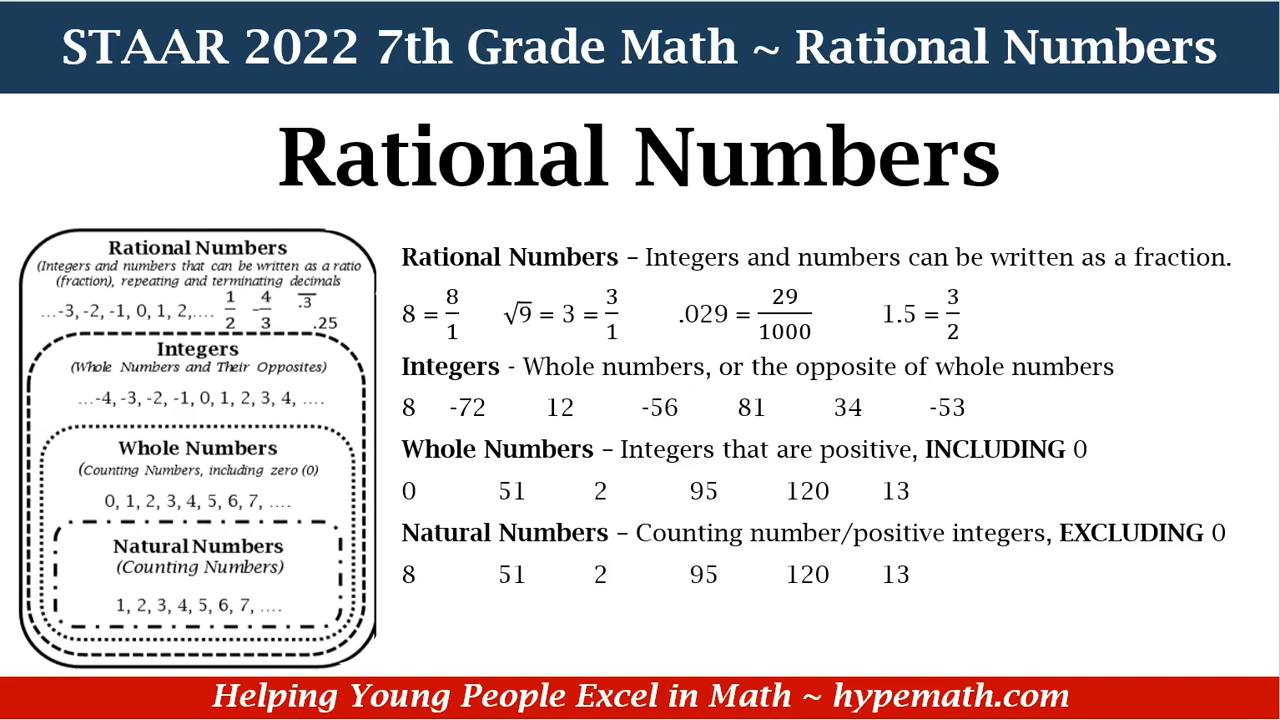 STAAR 2022 7th Grade Math ~ Rational Numbers
Rational Numbers
Rational Numbers
(Integers and numbers that can be written as a ratio
(fraction), repeating and terminating decimals
...-3, -2, -1, 0, 1, 2,.... 1/2 -4/3 .3̅ .25
Integers
(Whole Numbers and Their Opposites)
...-4, -3, -2, -1, 0, 1, 2, 3, 4, ....
Whole Numbers
(Counting Numbers, including zero (0)
0, 1, 2, 3, 4, 5, 6, 7, ....
Natural Numbers
(Counting Numbers)
1, 2, 3, 4, 5, 6, 7, ....
Rational Numbers – Integers and numbers can be written as a fraction.
8 = 8/1 √9 = 3 = 3/1 .029 = 29/1000 1.5 = 3/2
Integers - Whole numbers, or the opposite of whole numbers
8 -72 12 -56 81 34 -53
Whole Numbers – Integers that are positive, INCLUDING 0
0 51 2 95 120 13
Natural Numbers – Counting number/positive integers, EXCLUDING 0
8 51 2 95 120 13
Helping Young People Excel in Math ~ hypemath.com